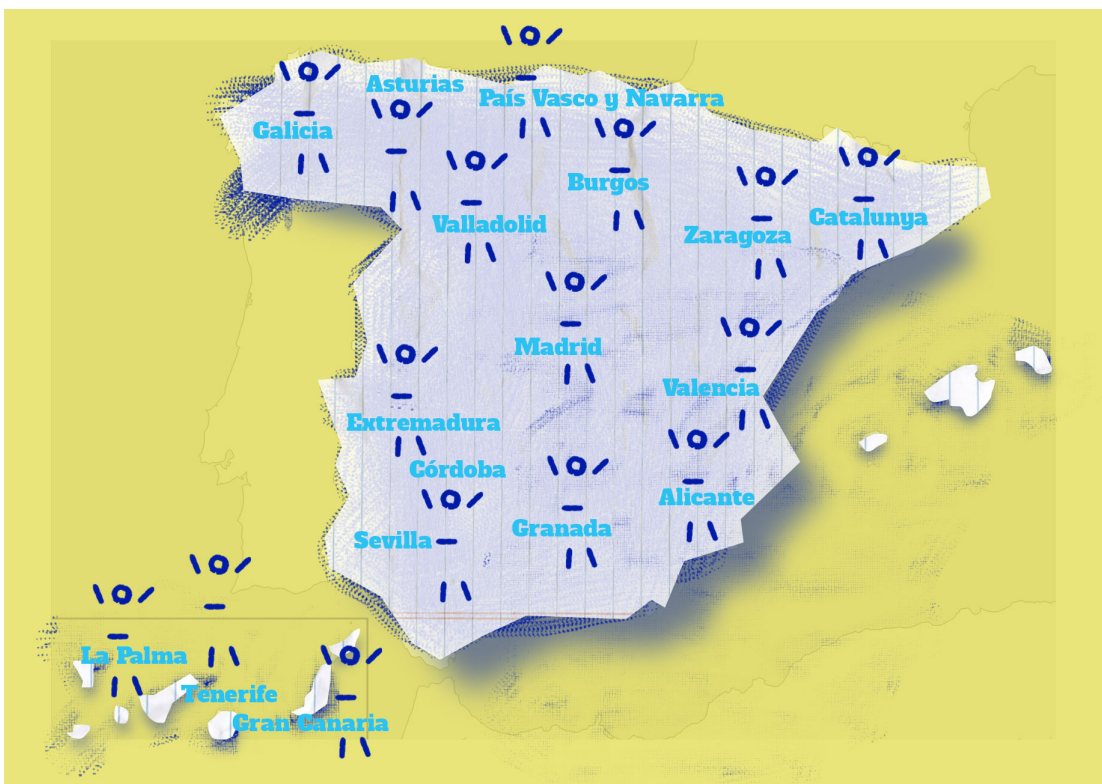 Asturias
País Vasco y Navarra
Galicia
Burgos
Valladolid
Zaragoza
Catalunya
Madrid
Valencia
Extremadura
Córdoba
Alicante
Granada
Sevilla
La Palma
Tenerife
Gran Canaria